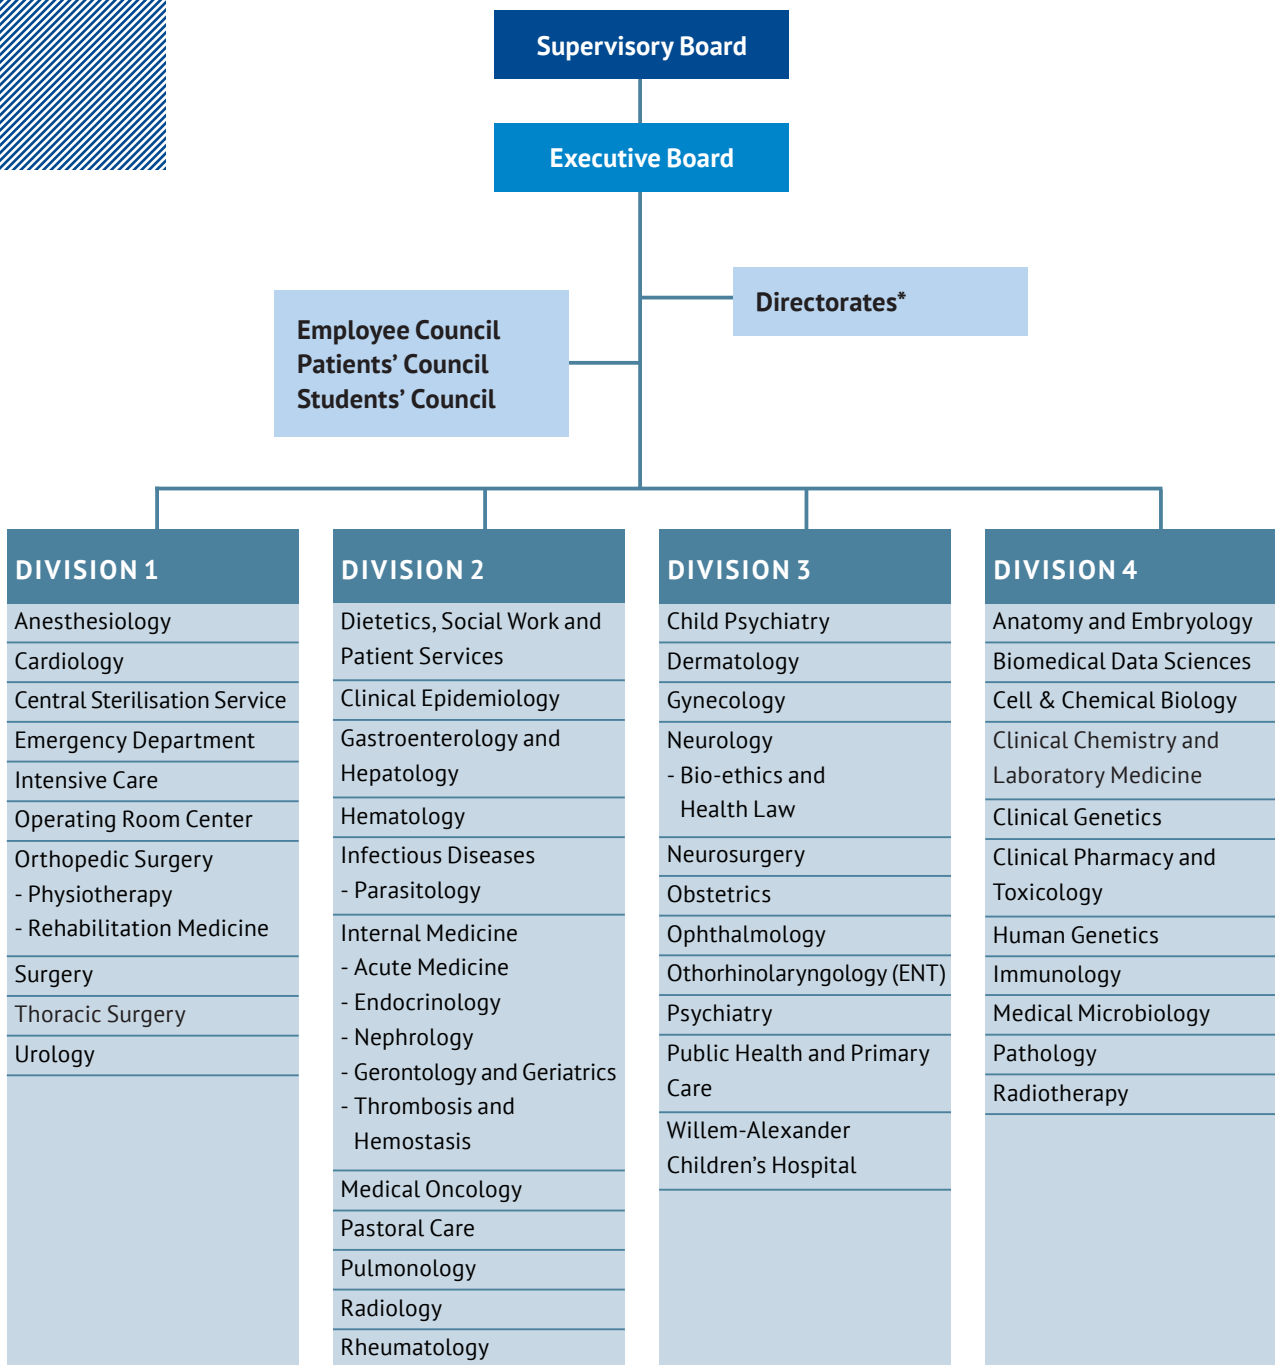 Supervisory Board
Executive Board
Directorates*
Employee Council
Patients’ Council
Students’ Council
DIVISION 1
Anesthesiology
Cardiology
Central Sterilisation Service
Emergency Department
Intensive Care
Operating Room Center
Orthopedic Surgery
- Physiotherapy
- Rehabilitation Medicine
Surgery
Thoracic Surgery
Urology
DIVISION 2
Dietetics, Social Work and
Patient Services
Clinical Epidemiology
Gastroenterology and
Hepatology
Hematology
Infectious Diseases
- Parasitology
Internal Medicine
- Acute Medicine
- Endocrinology
- Nephrology
- Gerontology and Geriatrics
- Thrombosis and
Hemostasis
Medical Oncology
Pastoral Care
Pulmonology
Radiology
Rheumatology
DIVISION 3
Child Psychiatry
Dermatology
Gynecology
Neurology
- Bio-ethics and
Health Law
Neurosurgery
Obstetrics
Ophthalmology
Othorhinolaryngology (ENT)
Psychiatry
Public Health and Primary
Care
Willem-Alexander
Children’s Hospital
DIVISION 4
Anatomy and Embryology
Biomedical Data Sciences
Cell & Chemical Biology
Clinical Chemistry and
Laboratory Medicine
Clinical Genetics
Clinical Pharmacy and
Toxicology
Human Genetics
Immunology
Medical Microbiology
Pathology
Radiotherapy